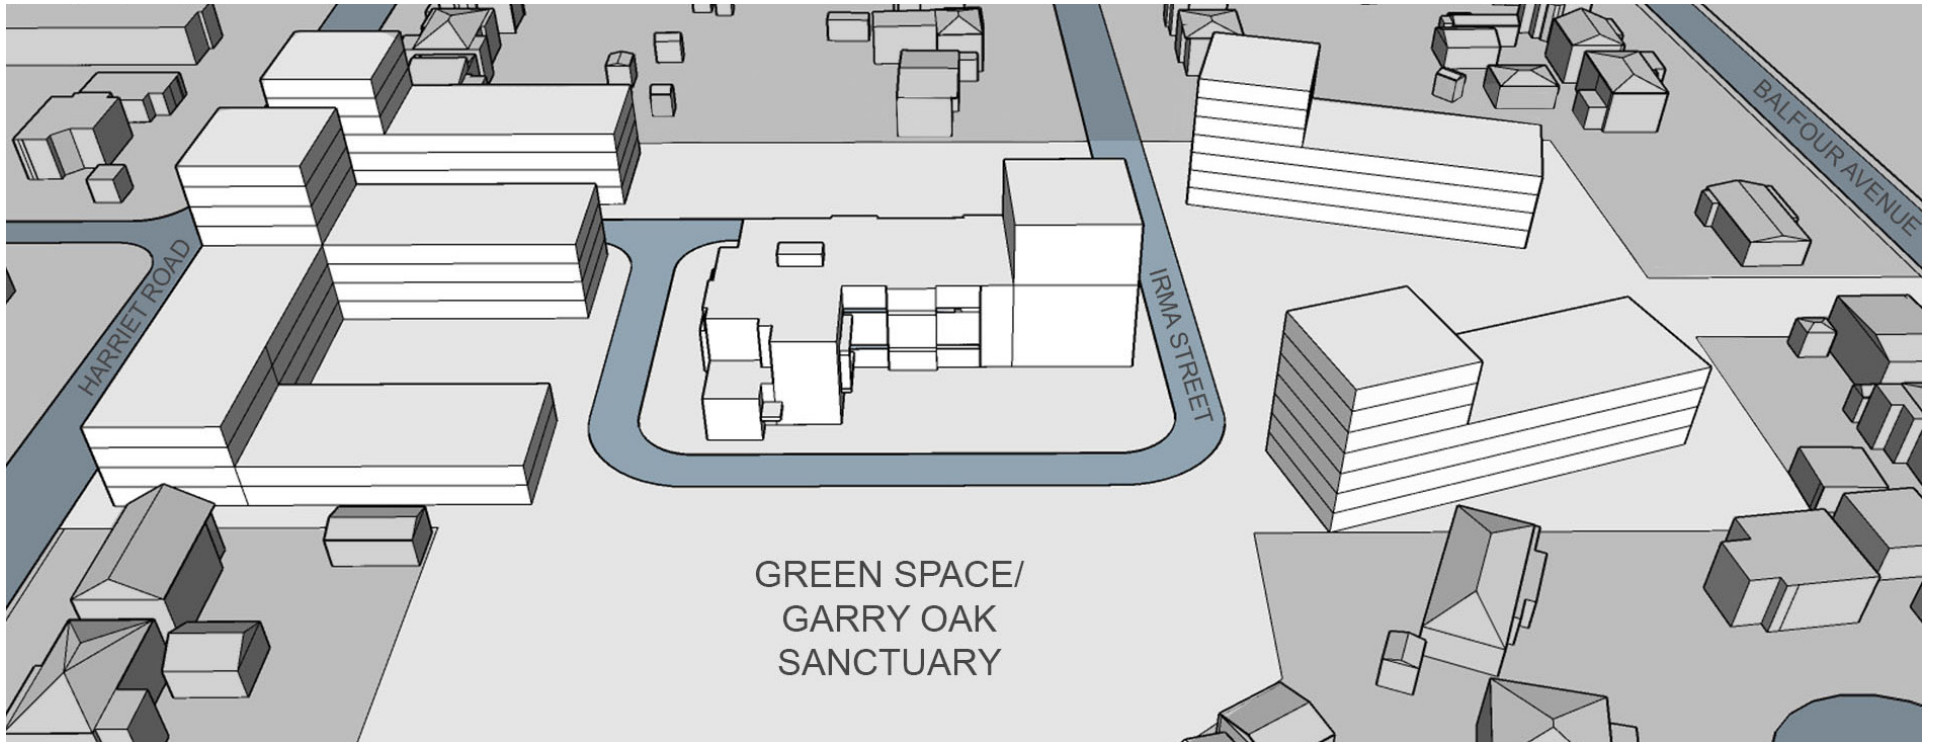 BALFOUR AVENUE
HARRIET ROAD
IRMA STREET
GREEN SPACE/
GARRY OAK
SANCTUARY